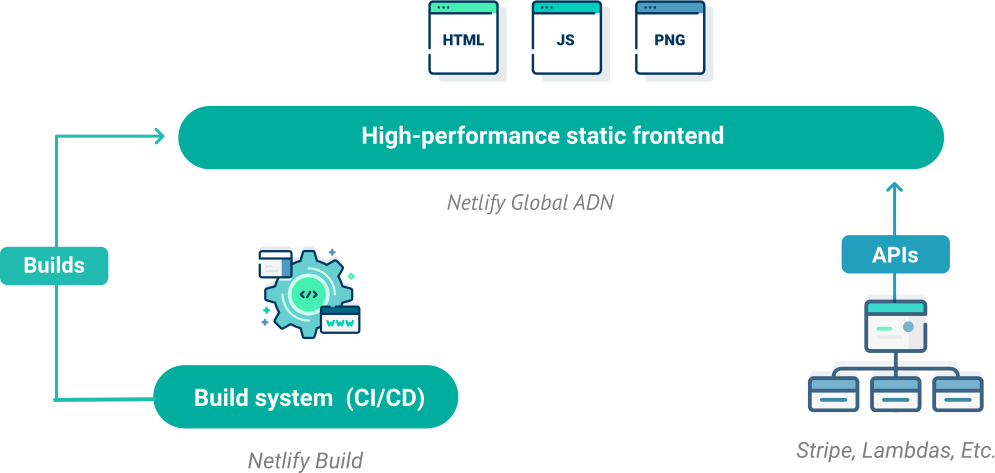 HTML
JS
PNG
High-performance static frontend
Netlify Global ADN
Builds
APIs
</>
WWW
Build system (CI/CD)
Stripe, Lambdas, Etc.
Netlify Build